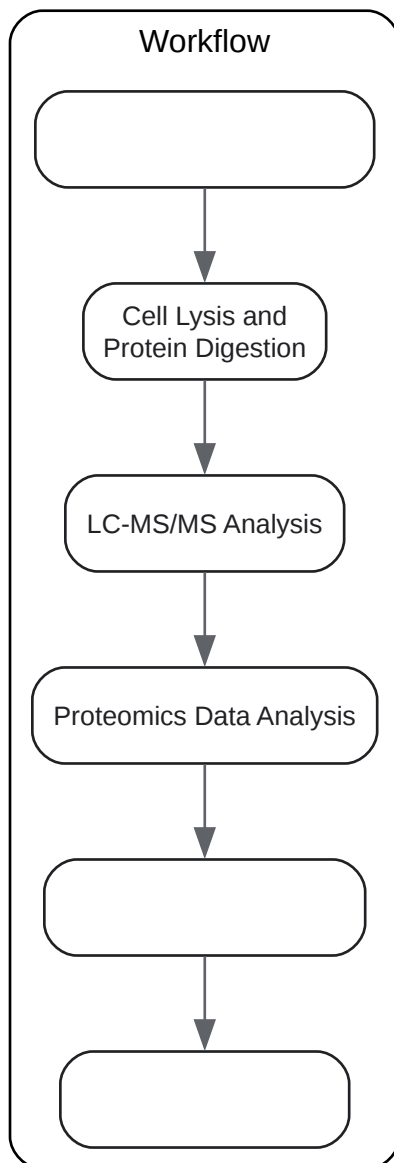 Workflow
Cell Lysis and
Protein Digestion
LC-MS/MS Analysis
Proteomics Data Analysis